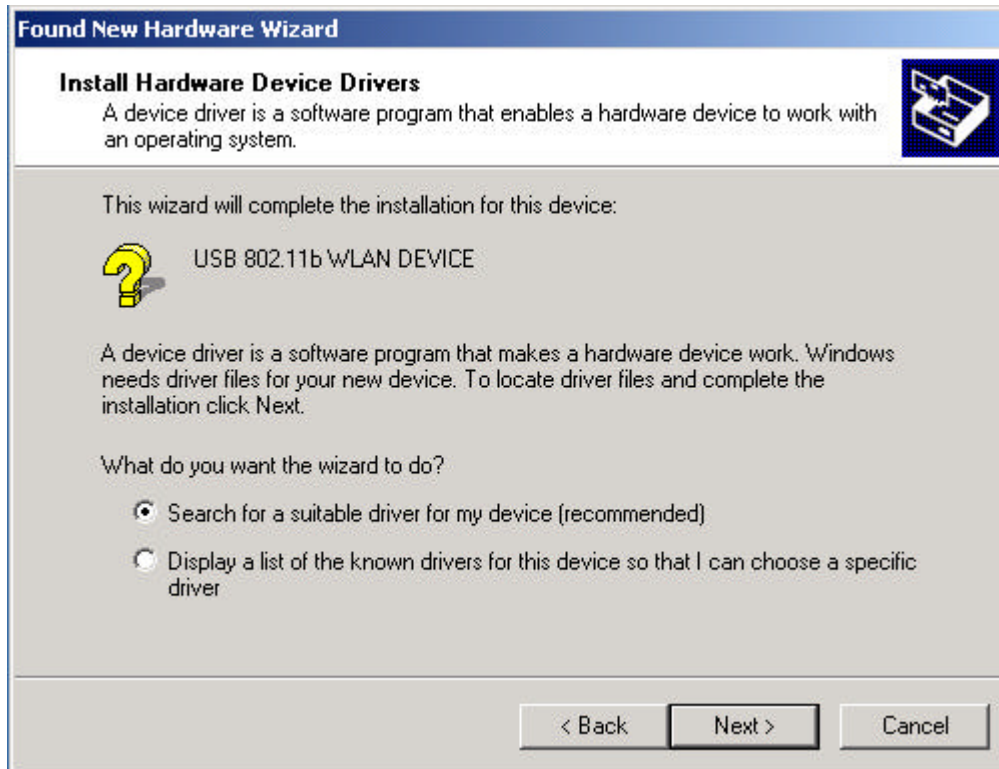 Found New Hardware Wizard
Install Hardware Device Drivers
A device driver is a software program that enables a hardware device to work with
an operating system.
This wizard will complete the installation for this device:
USB 802.11b WLAN DEVICE
A device driver is a software program that makes a hardware device work. Windows
needs driver files for your new device. To locate driver files and complete the
installation click Next.
What do you want the wizard to do?
Search for a suitable driver for my device (recommended)
Display a list of the known drivers for this device so that I can choose a specific
driver
< Back
Next >
Cancel